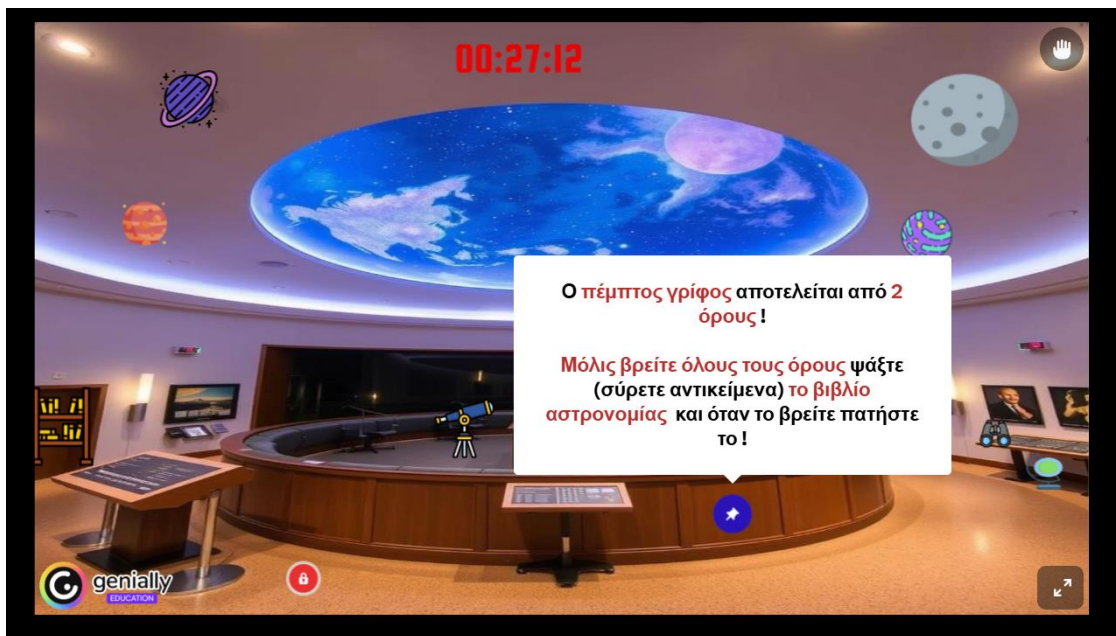 00:27:12
Ο πέμπτος γρίφος αποτελείται από 2
όρους !
Μόλις βρείτε όλους τους όρους ψάξτε
(σύρετε αντικείμενα) το βιβλίο
αστρονομίας και όταν το βρείτε πατήστε
το !
genially
EDUCATION